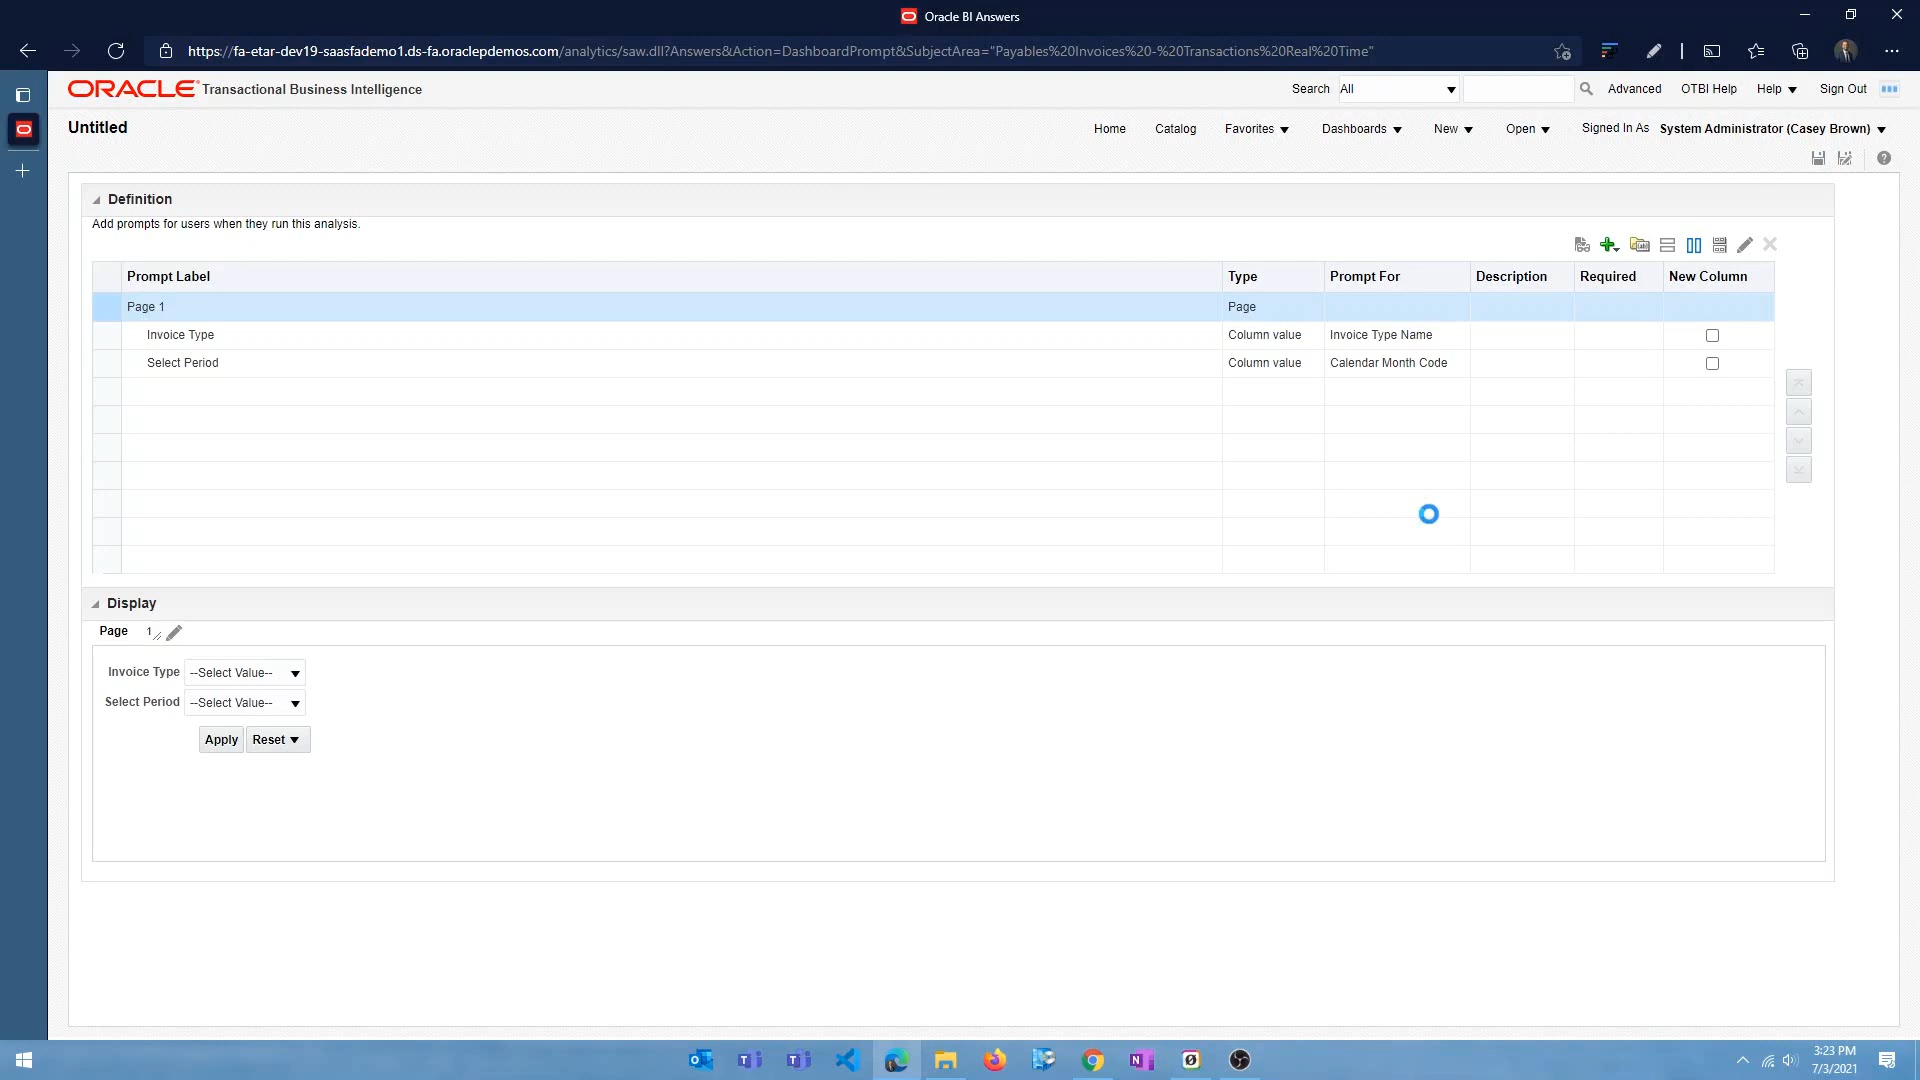 Oracle BI Answers
https://fa-etar-dev19-saasfademo1.ds-fa.oraclepdemos.com/analytics/saw.dll?Answers&Action=DashboardPrompt&SubjectArea="Payables%20Invoices%20-%20Transactions%20Real%20Time"
ORACLE Transactional Business Intelligence
Search All Advanced OTBI Help Help Sign Out
Untitled
Home Catalog Favorites Dashboards New Open Signed In As System Administrator (Casey Brown)
Definition
Add prompts for users when they run this analysis.
Prompt Label Type Prompt For Description Required New Column
Page 1 Page
Invoice Type Column value Invoice Type Name
Select Period Column value Calendar Month Code
Display
Page 1
Invoice Type --Select Value--
Select Period --Select Value--
Apply Reset
3:23 PM
7/3/2021